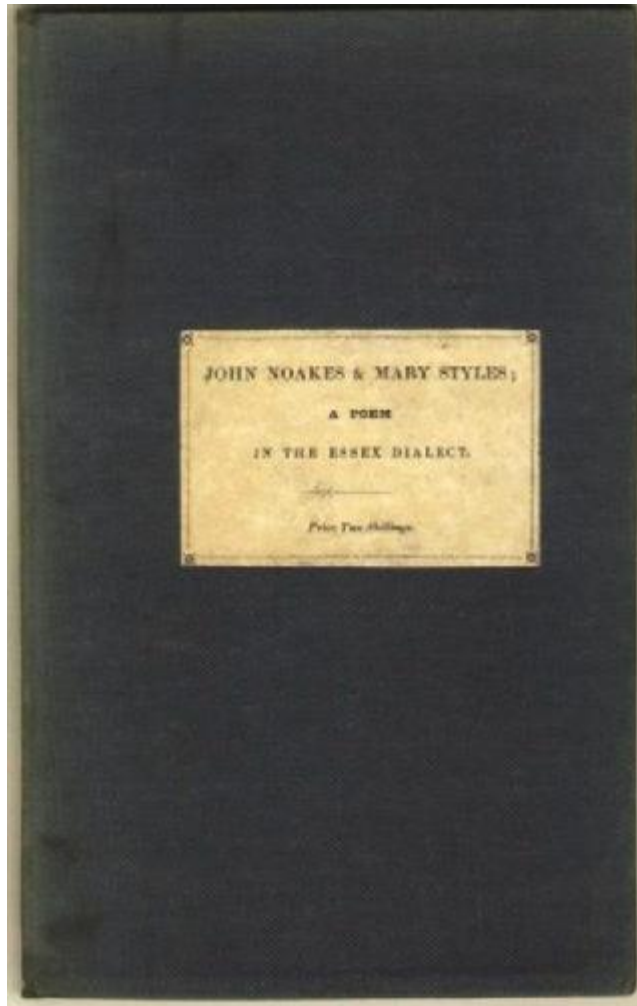 JOHN NOAKES & MARY STYLES;
A POEM
IN THE ESSEX DIALECT.
Price Two Shillings.